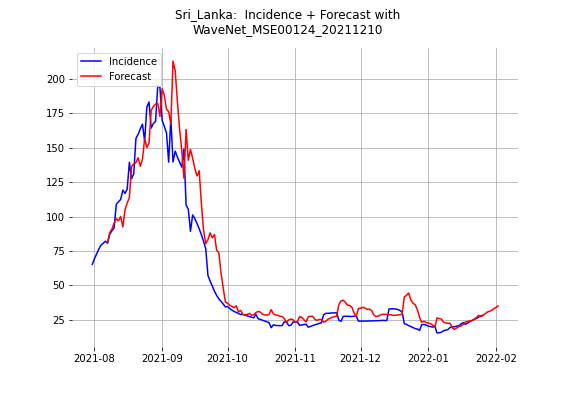 Sri_Lanka: Incidence + Forecast with
WaveNet_MSE00124_20211210
Incidence
Forecast
200
175
150
125
100
75
50
25
2021-08 2021-09 2021-10 2021-11 2021-12 2022-01 2022-02